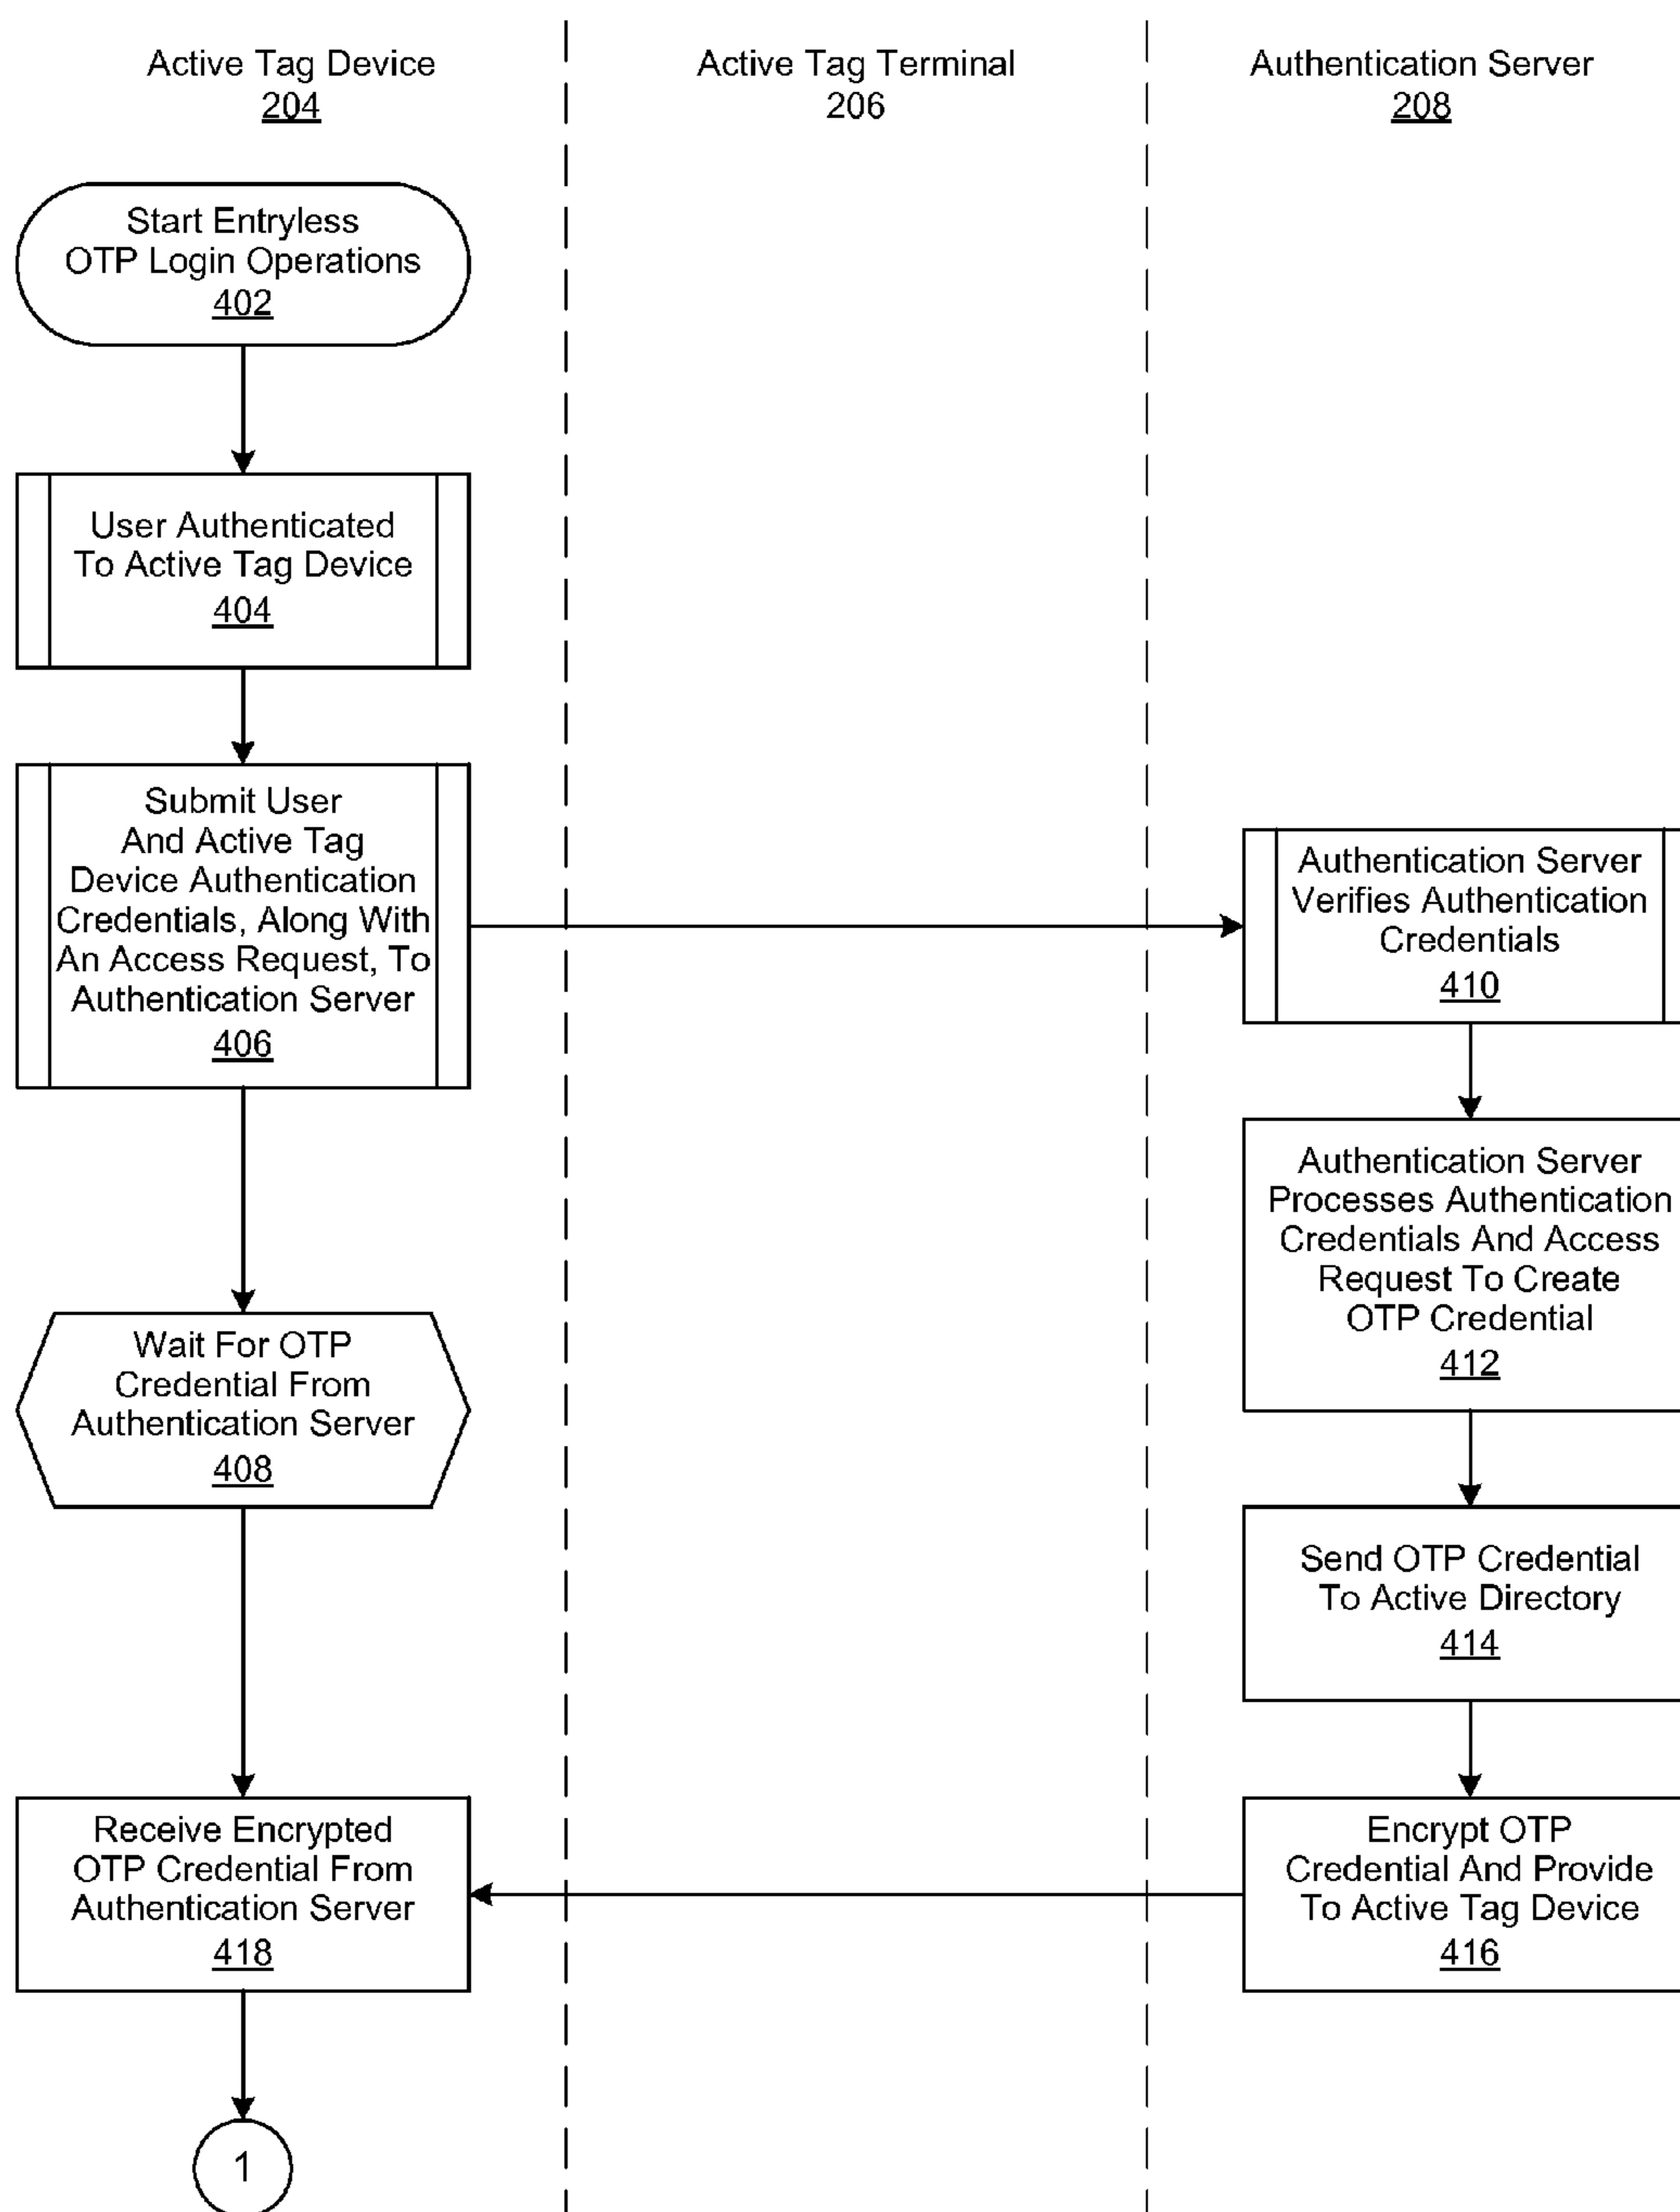 Active Tag Device
204
Active Tag Terminal
206
Authentication Server
208
Start Entryless
OTP Login Operations
402
User Authenticated
To Active Tag Device
404
Submit User
And Active Tag
Device Authentication
Credentials, Along With
An Access Request, To
Authentication Server
406
Authentication Server
Verifies Authentication
Credentials
410
Authentication Server
Processes Authentication
Credentials And Access
Request To Create
OTP Credential
412
Wait For OTP
Credential From
Authentication Server
408
Send OTP Credential
To Active Directory
414
Receive Encrypted
OTP Credential From
Authentication Server
418
Encrypt OTP
Credential And Provide
To Active Tag Device
416
1